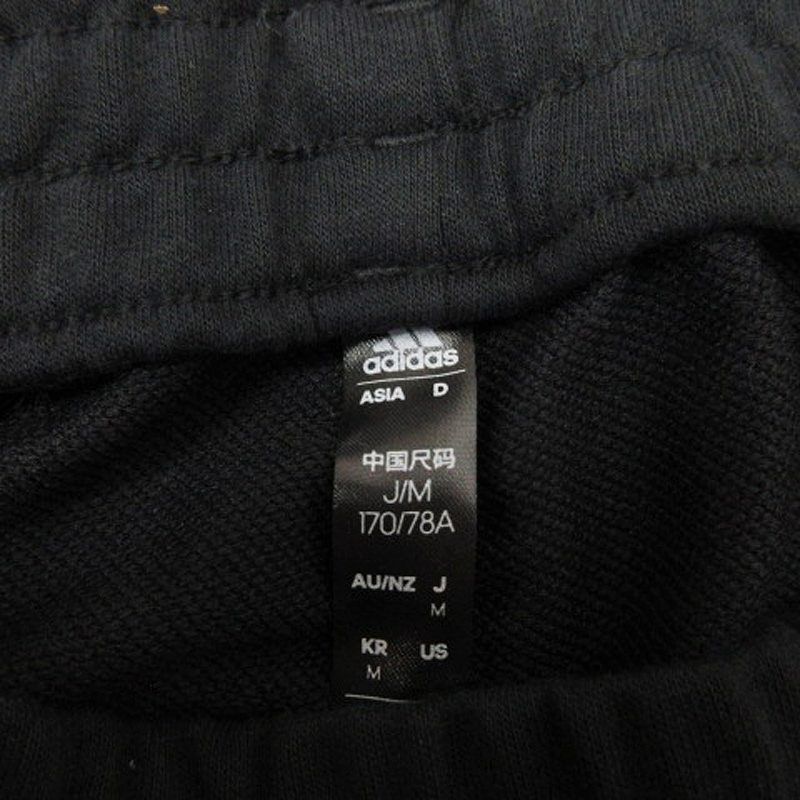 adidas
ASIA D
中国尺码
J/M
170/78A
AU/NZ J
M
KR US
M